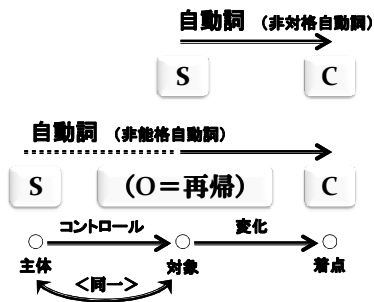 自動詞 (非対格自動詞)
S C
自動詞 (非能格自動詞)
S (O=再帰) C
コントロール 変化
主体 対象 着点
<同一>